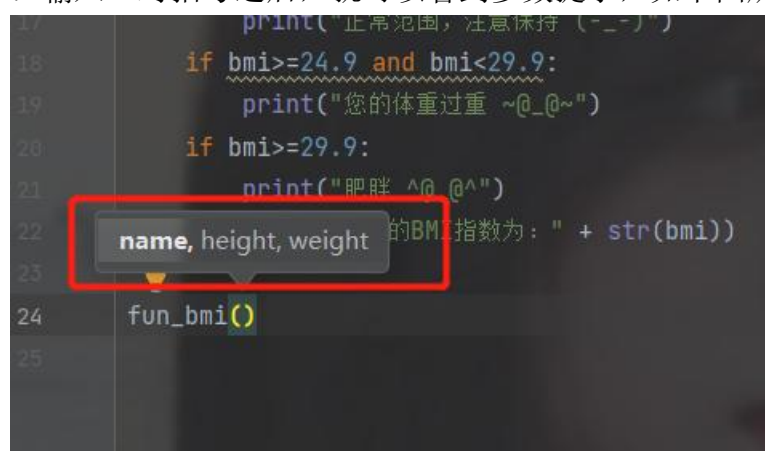 17 print("正常范围，注意保持 (-_-)")
18 if bmi>=24.9 and bmi<29.9:
19 print("您的体重过重 ~@_@~")
20 if bmi>=29.9:
21 print("肥胖 ^@_@^")
22 name, height, weight 的BMI指数为：" + str(bmi))
23
24 fun_bmi()
25